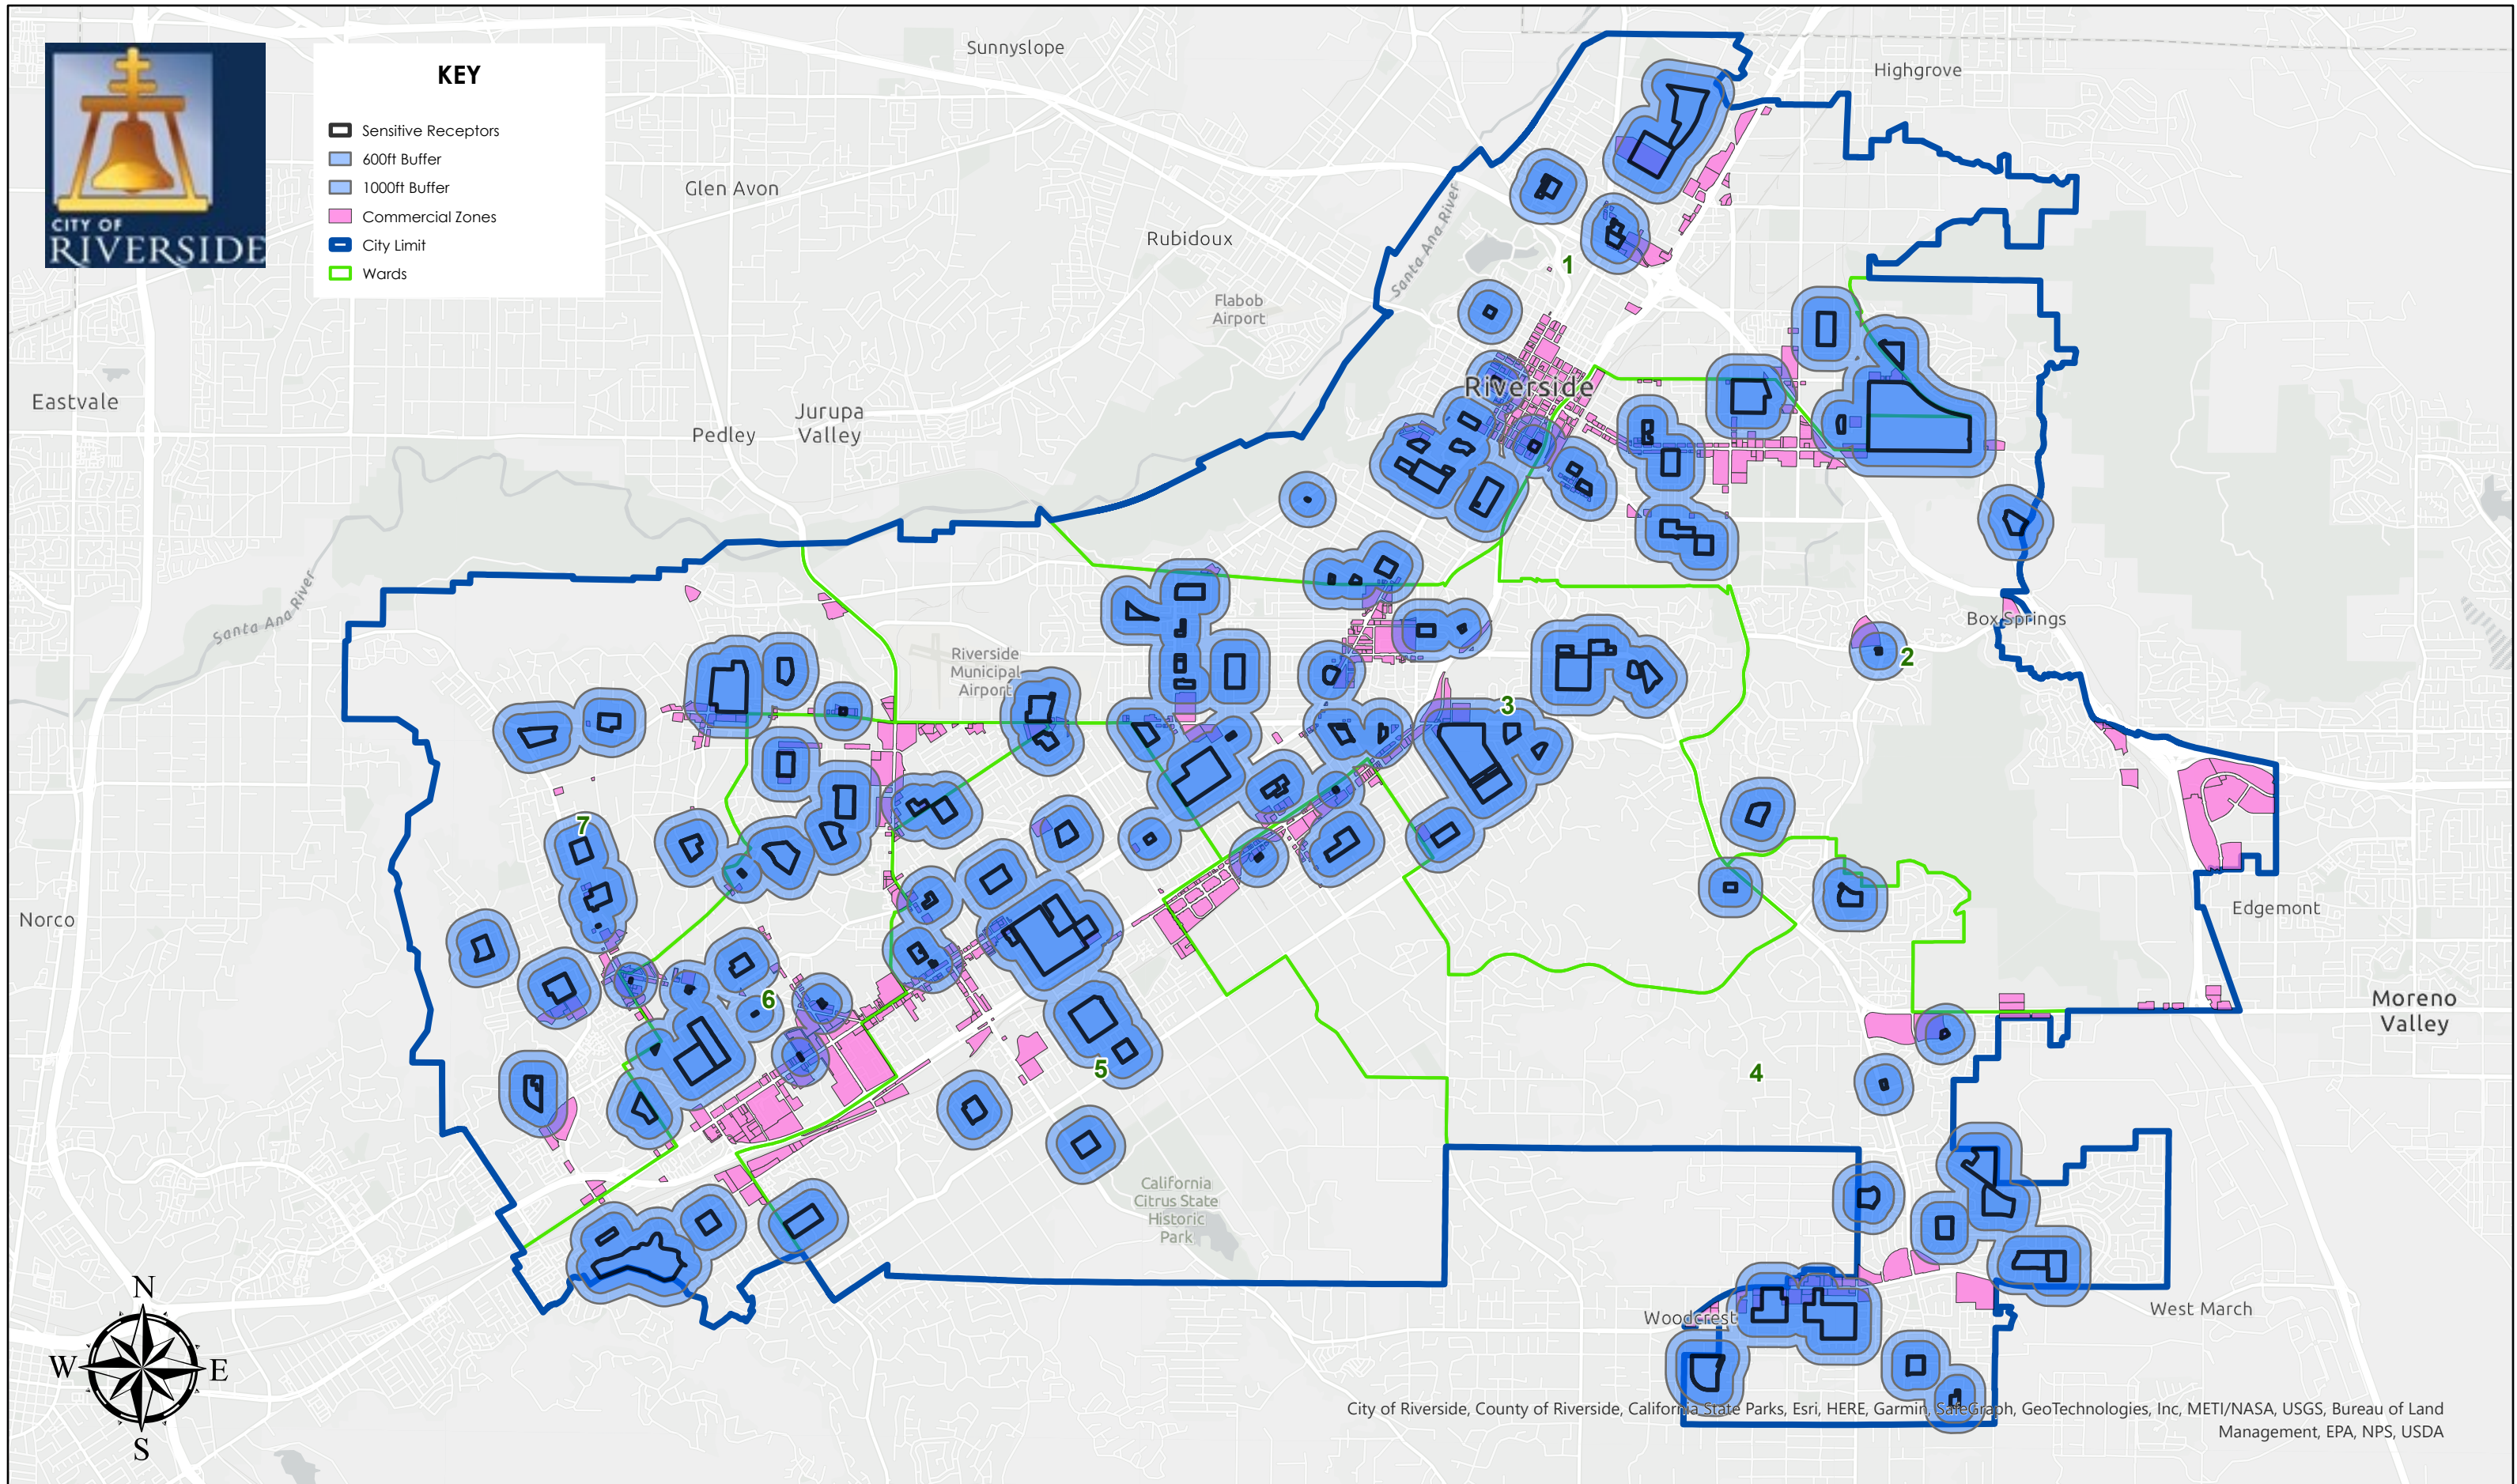 KEY
Sensitive Receptors
600ft Buffer
1000ft Buffer
Commercial Zones
City Limit
Wards
CITY OF
RIVERSIDE
Sunnyslope
Highgrove
Glen Avon
Rubidoux
Santa Ana River
1
Flabob
Airport
Riverside
Eastvale
Jurupa
Valley
Pedley
Santa Ana River
Box Springs
2
Riverside
Municipal
Airport
3
7
Norco
Edgemont
6
Moreno
Valley
5
4
California
Citrus State
Historic
Park
Woodcrest
West March
N
W
E
S
City of Riverside, County of Riverside, California State Parks, Esri, HERE, Garmin, SafeGraph, GeoTechnologies, Inc, METI/NASA, USGS, Bureau of Land
Management, EPA, NPS, USDA